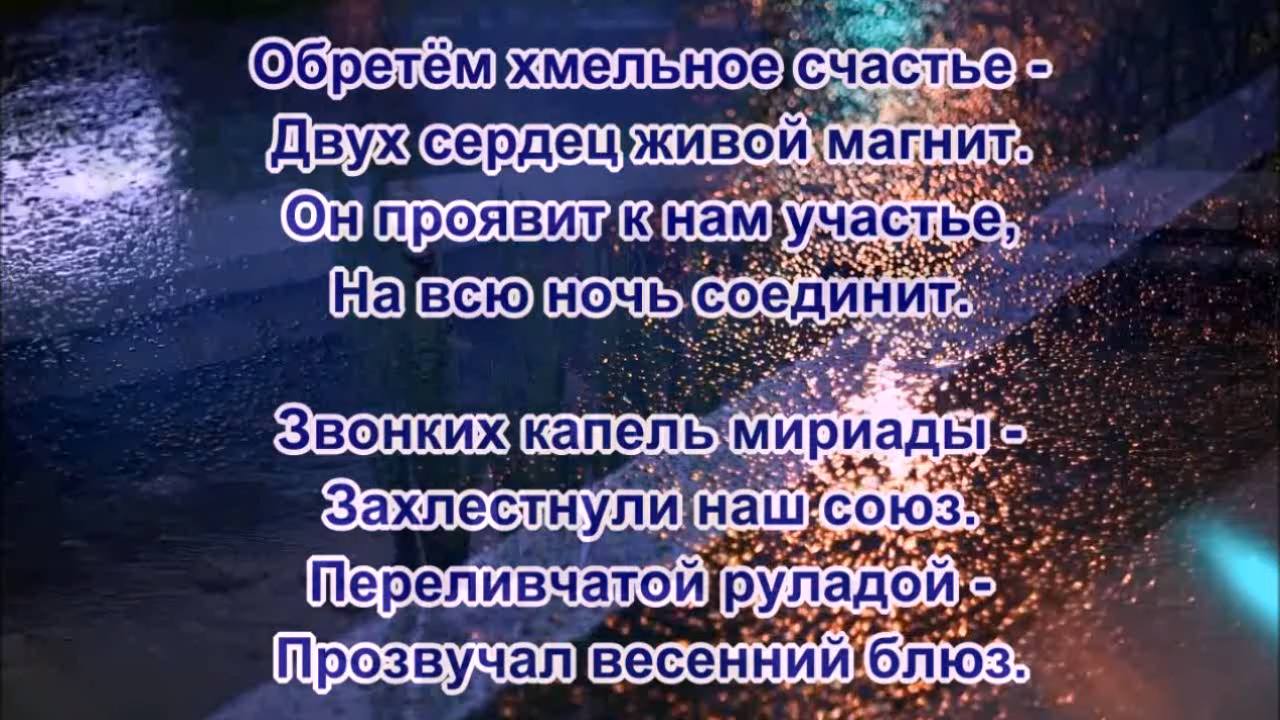 Обретём хмельное счастье -
Двух сердец живой магнит.
Он проявит к нам участье,
На всю ночь соединит.
Звонких капель мириады -
Захлестнули наш союз.
Переливчатой руладой -
Прозвучал весенний блюз.